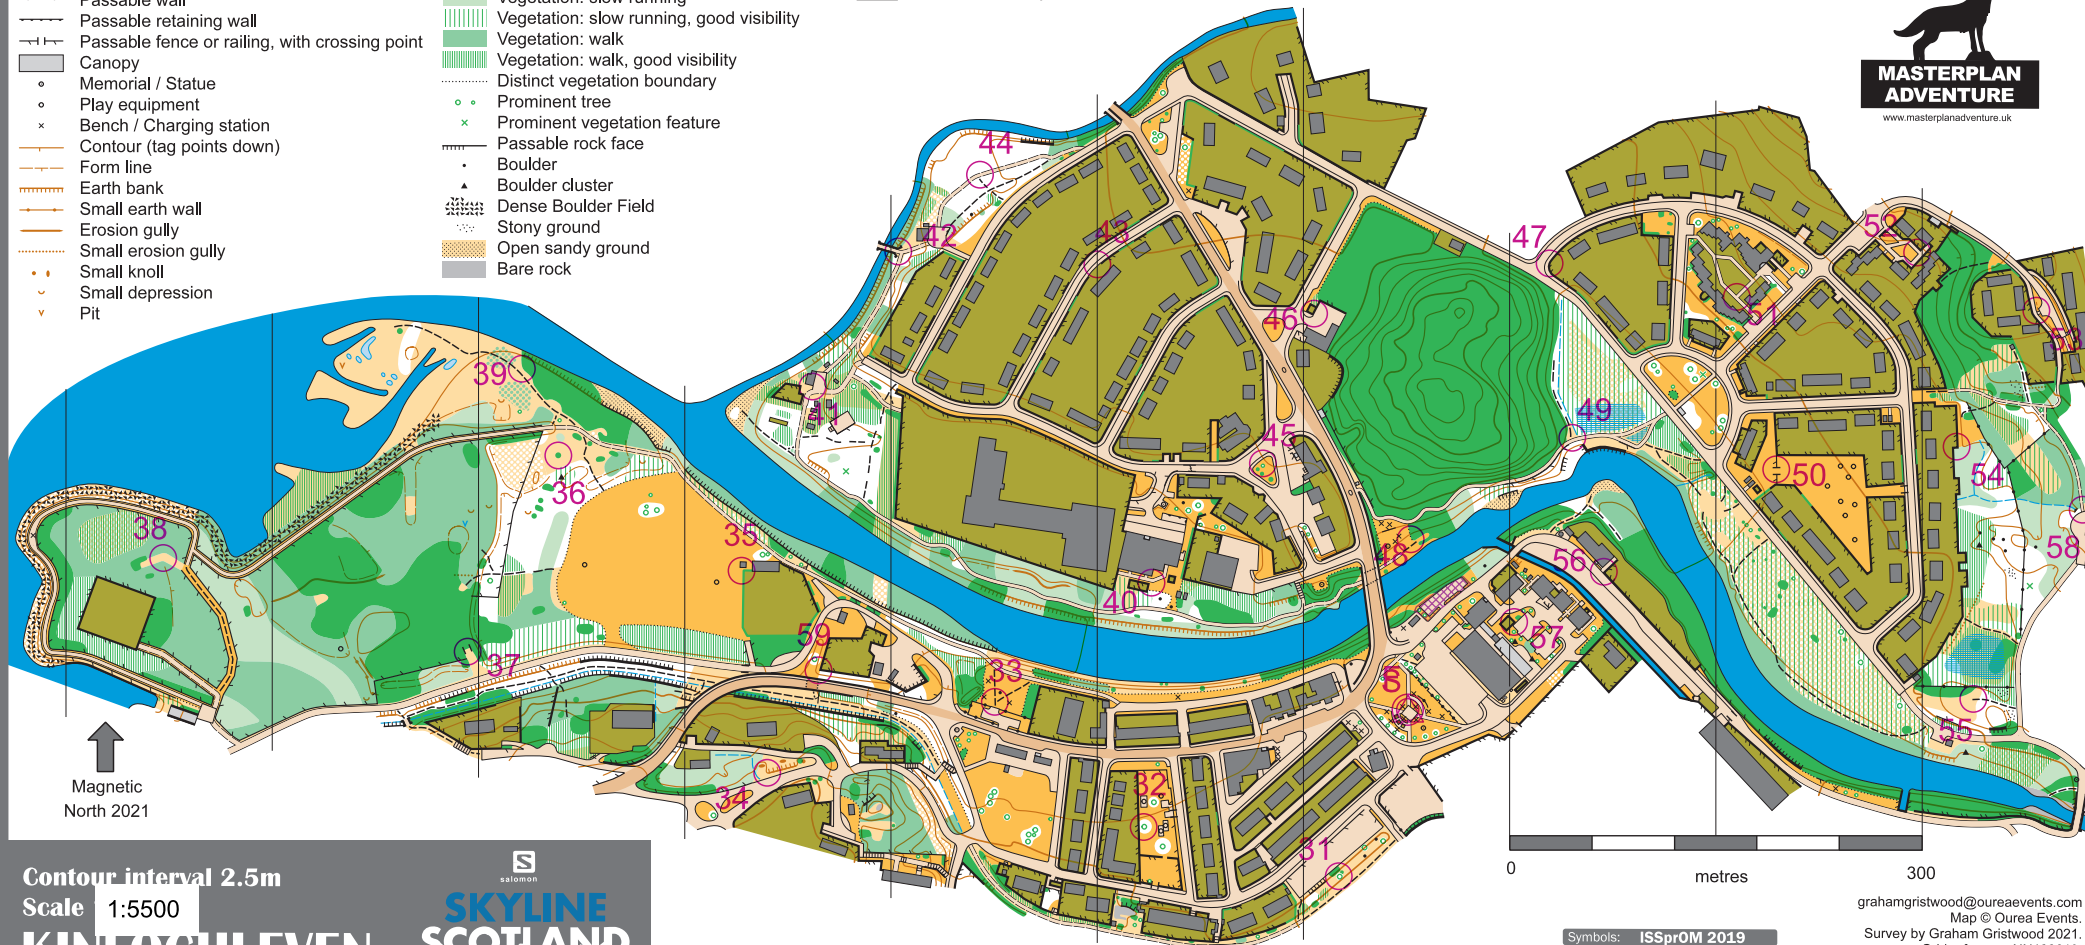 Passable wall
Passable retaining wall
Passable fence or railing, with crossing point
Canopy
Memorial / Statue
Play equipment
Bench / Charging station
Contour (tag points down)
Form line
Earth bank
Small earth wall
Erosion gully
Small erosion gully
Small knoll
Small depression
Pit
Vegetation: slow running
Vegetation: slow running, good visibility
Vegetation: walk
Vegetation: walk, good visibility
Distinct vegetation boundary
Prominent tree
Prominent vegetation feature
Passable rock face
Boulder
Boulder cluster
Dense Boulder Field
Stony ground
Open sandy ground
Bare rock
MASTERPLAN
ADVENTURE
www.masterplanadventure.uk
44
42
43
47
52
46
51
53
39
41
45
49
50
54
36
38
35
48
56
58
40
37
59
33
57
55
34
32
31
Magnetic
North 2021
0
metres
300
Contour interval 2.5m
Scale
1:5500
KINLOCHLEVEN
salomon
SKYLINE
SCOTLAND
Symbols: ISSprOM 2019
grahamgristwood@oureaevents.com
Map © Ourea Events.
Survey by Graham Gristwood 2021.